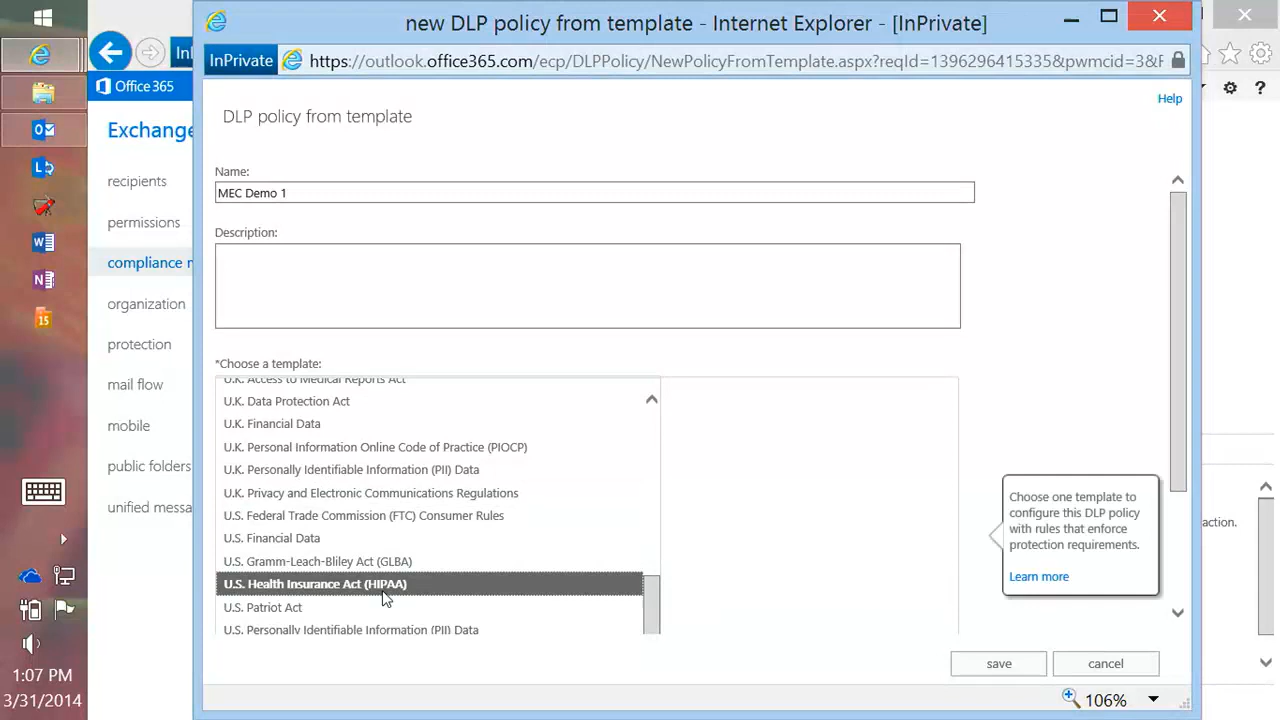 new DLP policy from template - Internet Explorer - [InPrivate]
InPrivate
https://outlook.office365.com/ecp/DLPPolicy/NewPolicyFromTemplate.aspx?reqId=1396296415335&pwmcid=3&F
Office 365
Help
Exchange
DLP policy from template
recipients
permissions
compliance m
organization
protection
mail flow
mobile
public folders
unified messa
Name:
MEC Demo 1
Description:
*Choose a template:
U.K. Access to Medical Reports Act
U.K. Data Protection Act
U.K. Financial Data
U.K. Personal Information Online Code of Practice (PIOCP)
U.K. Personally Identifiable Information (PII) Data
U.K. Privacy and Electronic Communications Regulations
U.S. Federal Trade Commission (FTC) Consumer Rules
U.S. Financial Data
U.S. Gramm-Leach-Bliley Act (GLBA)
U.S. Health Insurance Act (HIPAA)
U.S. Patriot Act
U.S. Personally Identifiable Information (PII) Data
Choose one template to
configure this DLP policy
with rules that enforce
protection requirements.
Learn more
action.
save
cancel
106%
1:07 PM
3/31/2014